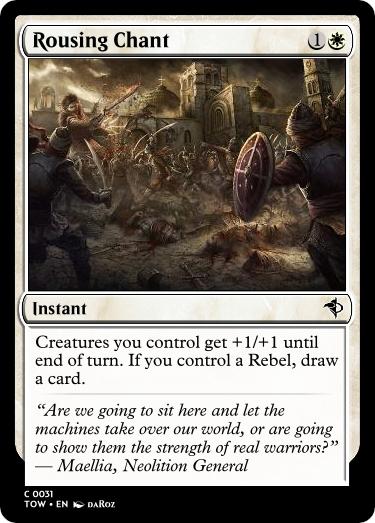 Rousing Chant 1
Instant
Creatures you control get +1/+1 until
end of turn. If you control a Rebel, draw
a card.
“Are we going to sit here and let the
machines take over our world, or are going
to show them the strength of real warriors?”
— Maellia, Neolition General
C 0031
TOW • EN daRoz